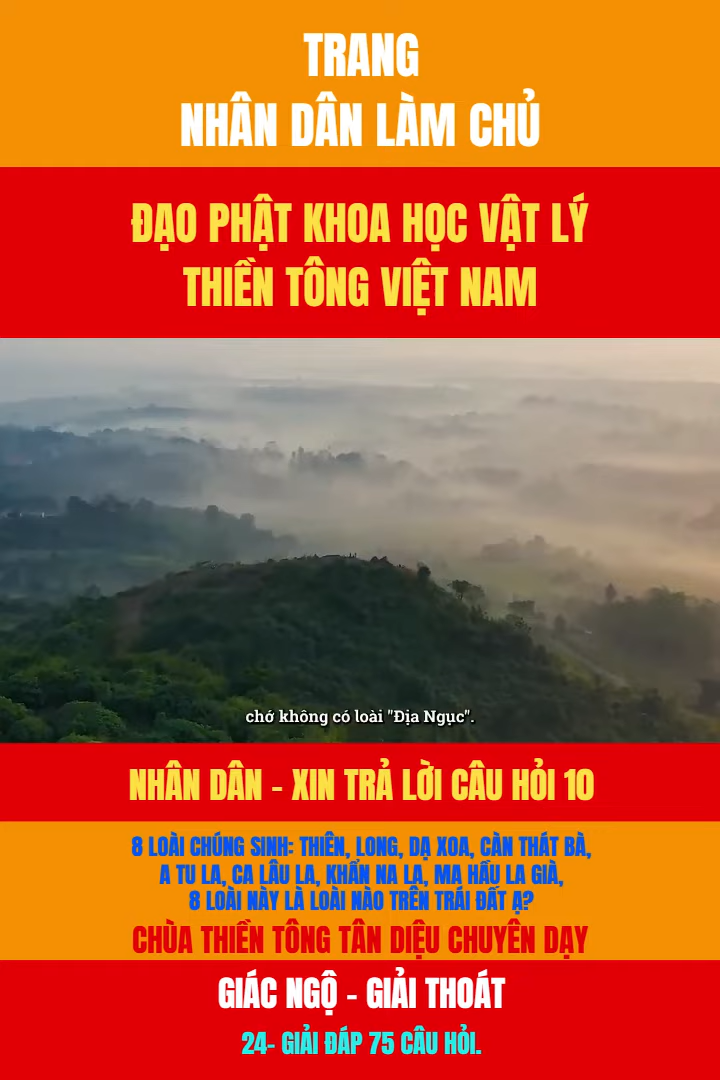 TRANG
NHÂN DÂN LÀM CHỦ
ĐẠO PHẬT KHOA HỌC VẬT LÝ
THIỀN TÔNG VIỆT NAM
chớ không có loài "Địa Ngục".
NHÂN DÂN - XIN TRẢ LỜI CÂU HỎI 10
8 LOÀI CHÚNG SINH: THIÊN, LONG, DẠ XOA, CÀN THÁT BÀ,
A TU LA, CA LÂU LA, KHẨN NA LA, MA HẦU LA GIÀ,
8 LOÀI NÀY LÀ LOÀI NÀO TRÊN TRÁI ĐẤT Ạ?
CHÙA THIỀN TÔNG TÂN DIỆU CHUYÊN DẠY
GIÁC NGỘ - GIẢI THOÁT
24- GIẢI ĐÁP 75 CÂU HỎI.